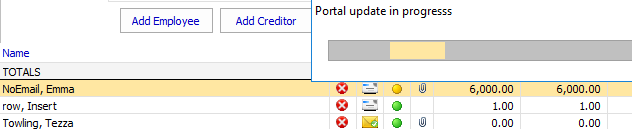 Portal update in progresss
Add Employee Add Creditor
Name
TOTALS
NoEmail, Emma 6,000.00 6,000.00
row, Insert 1.00 1.00
Towling, Tezza 0.00 0.00